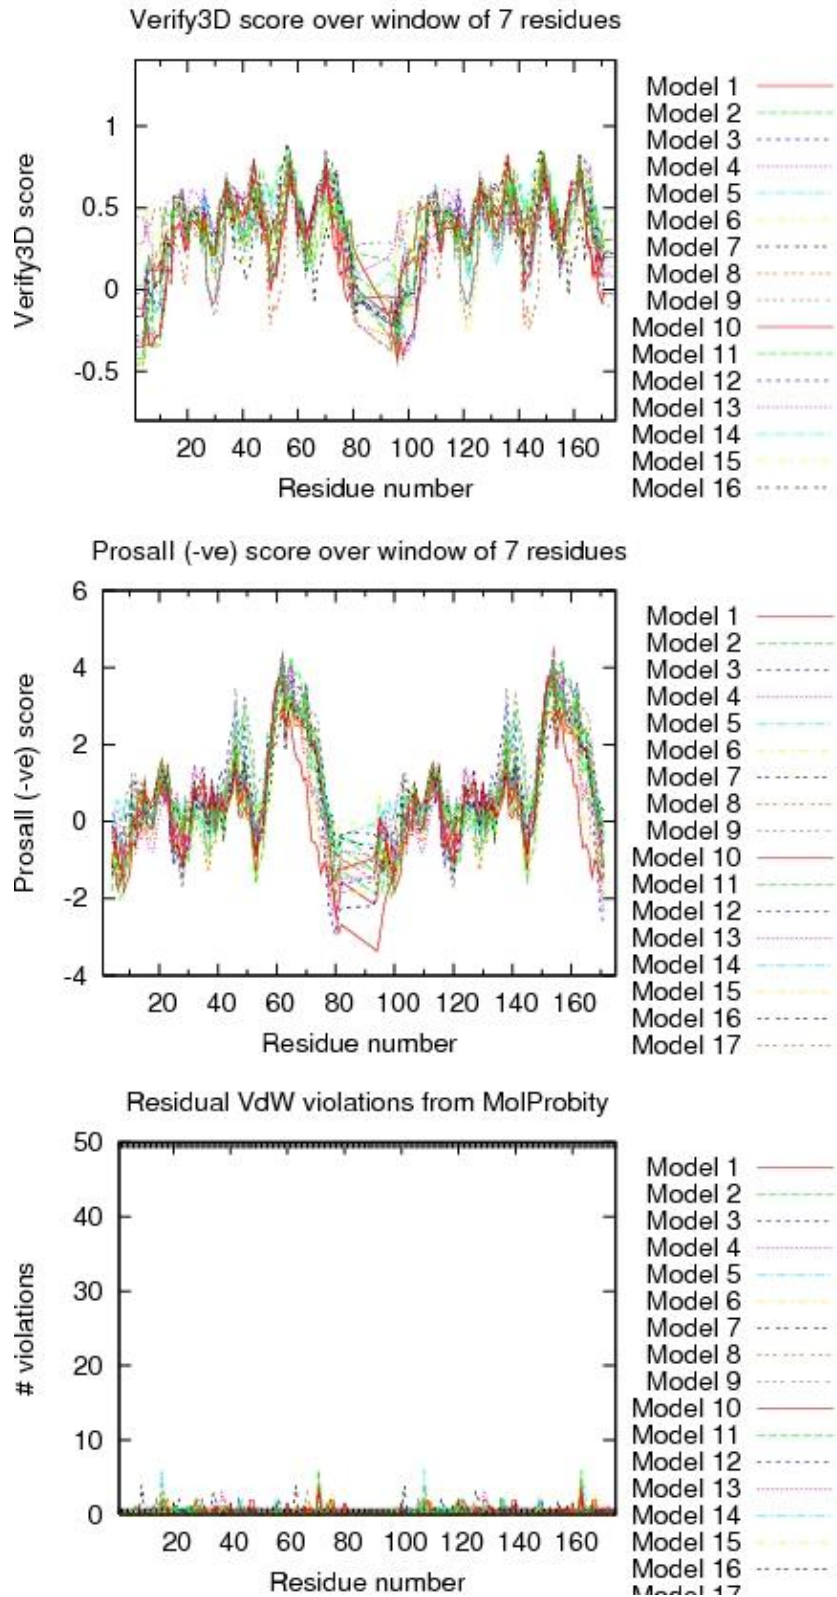 Verify3D score over window of 7 residues
Verify3D score
1
0.5
0
-0.5
20 40 60 80 100 120 140 160
Residue number
Model 1
Model 2
Model 3
Model 4
Model 5
Model 6
Model 7
Model 8
Model 9
Model 10
Model 11
Model 12
Model 13
Model 14
Model 15
Model 16
ProsaII (-ve) score over window of 7 residues
ProsaII (-ve) score
6
4
2
0
-2
-4
20 40 60 80 100 120 140 160
Residue number
Model 1
Model 2
Model 3
Model 4
Model 5
Model 6
Model 7
Model 8
Model 9
Model 10
Model 11
Model 12
Model 13
Model 14
Model 15
Model 16
Model 17
Residual VdW violations from MolProbity
# violations
50
40
30
20
10
0
20 40 60 80 100 120 140 160
Residue number
Model 1
Model 2
Model 3
Model 4
Model 5
Model 6
Model 7
Model 8
Model 9
Model 10
Model 11
Model 12
Model 13
Model 14
Model 15
Model 16
Model 17